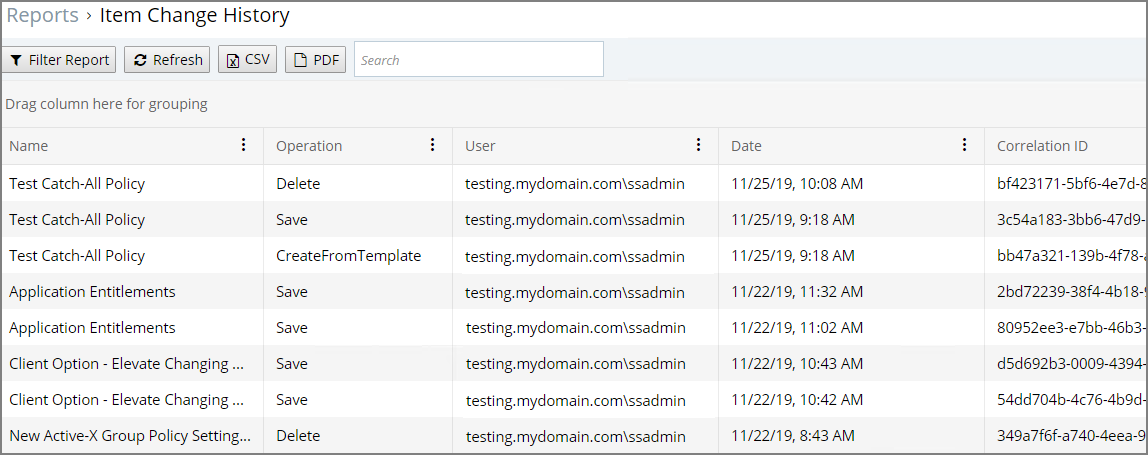 Reports › Item Change History
Filter Report Refresh CSV PDF Search
Drag column here for grouping
Name Operation User Date Correlation ID
Test Catch-All Policy Delete testing.mydomain.com\ssadmin 11/25/19, 10:08 AM bf423171-5bf6-4e7d-8
Test Catch-All Policy Save testing.mydomain.com\ssadmin 11/25/19, 9:18 AM 3c54a183-3bb6-47d9-
Test Catch-All Policy CreateFromTemplate testing.mydomain.com\ssadmin 11/25/19, 9:18 AM bb47a321-139b-4f78-
Application Entitlements Save testing.mydomain.com\ssadmin 11/22/19, 11:32 AM 2bd72239-38f4-4b18-
Application Entitlements Save testing.mydomain.com\ssadmin 11/22/19, 11:02 AM 80952ee3-e7bb-46b3-
Client Option - Elevate Changing ... Save testing.mydomain.com\ssadmin 11/22/19, 10:43 AM d5d692b3-0009-4394-
Client Option - Elevate Changing ... Save testing.mydomain.com\ssadmin 11/22/19, 10:42 AM 54dd704b-4c76-4b9d-
New Active-X Group Policy Setting... Delete testing.mydomain.com\ssadmin 11/22/19, 8:43 AM 349a7f6f-a740-4eea-9